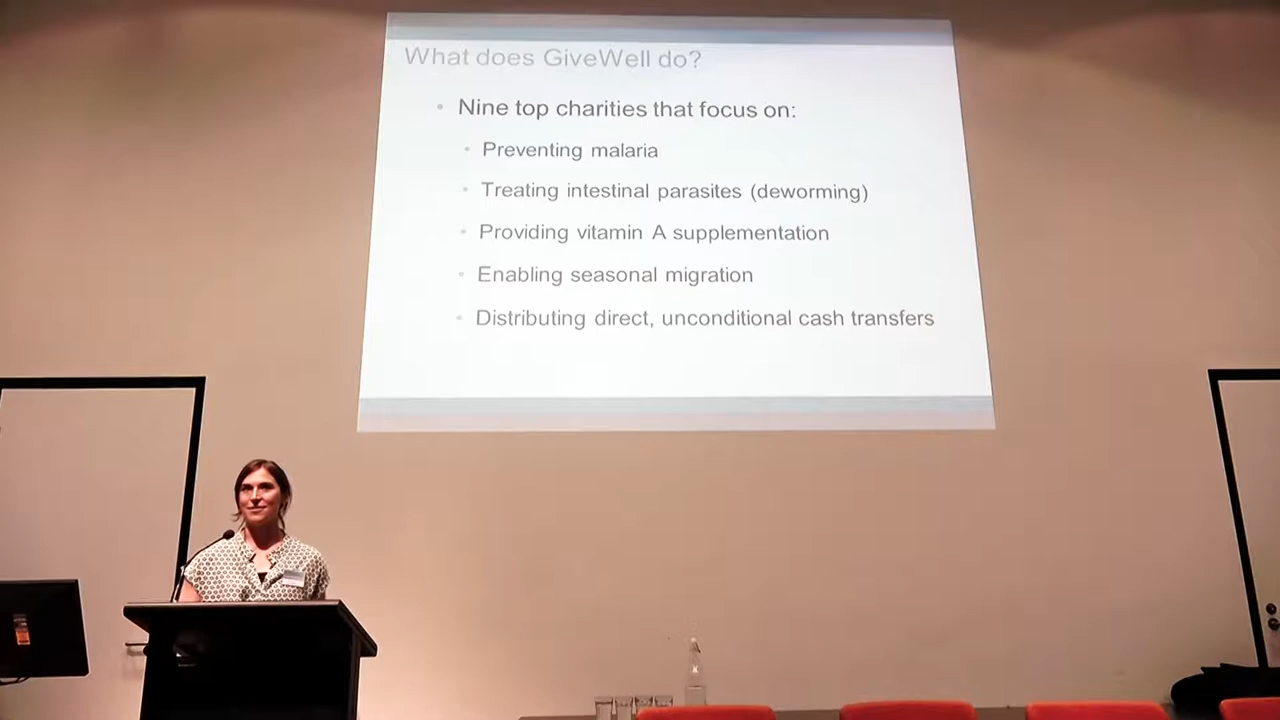 What does GiveWell do?
• Nine top charities that focus on:
• Preventing malaria
• Treating intestinal parasites (deworming)
• Providing vitamin A supplementation
• Enabling seasonal migration
• Distributing direct, unconditional cash transfers